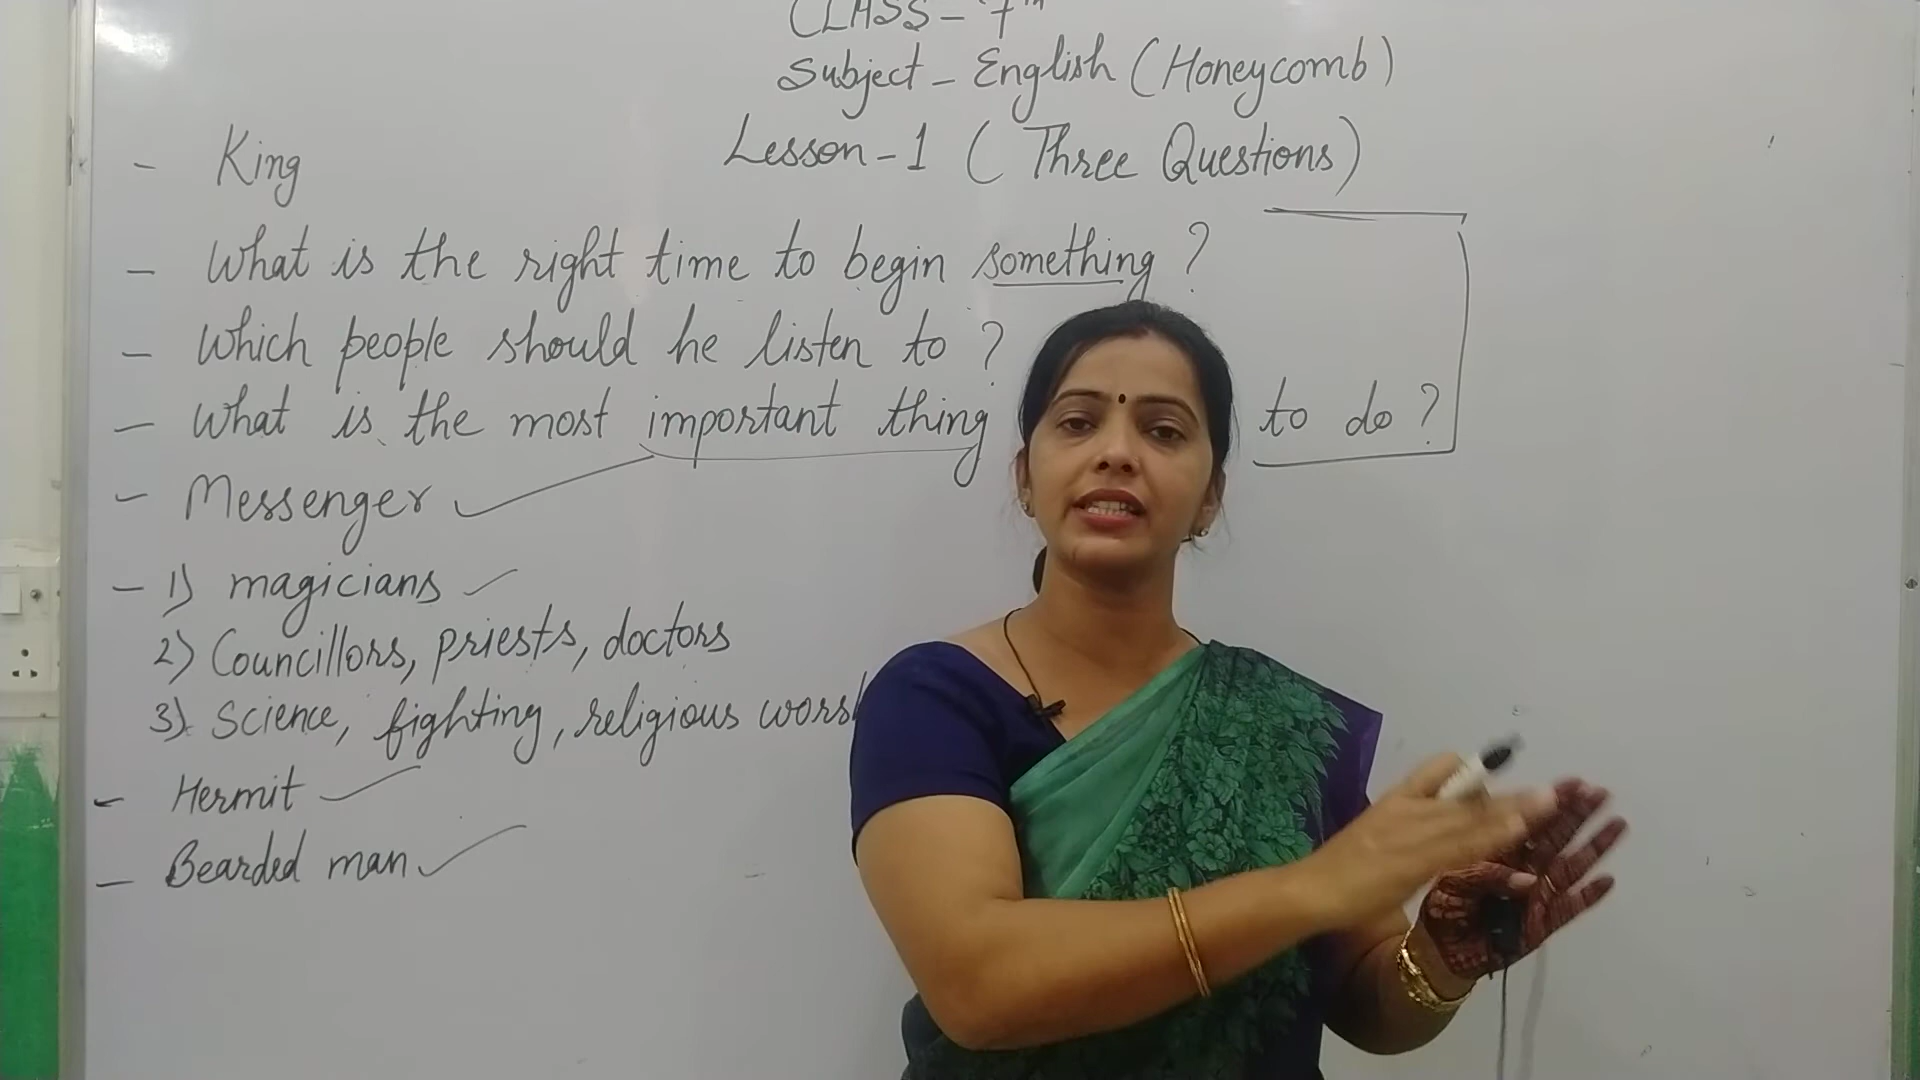 CLASS - 7th
Subject - English (Honeycomb)
Lesson - 1 (Three Questions)
- King
- What is the right time to begin something ?
- Which people should he listen to ?
- What is the most important thing to do ?
- Messenger
- 1) magicians
2) Councillors, priests, doctors
3) Science, fighting, religious
- Hermit
- Bearded man